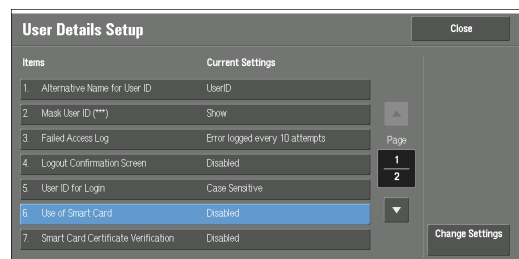 User Details Setup
Close
Items Current Settings
1. Alternative Name for User ID UserID
2. Mask User ID (***) Show
3. Failed Access Log Error logged every 10 attempts
4. Logout Confirmation Screen Disabled
5. User ID for Login Case Sensitive
6. Use of Smart Card Disabled
7. Smart Card Certificate Verification Disabled
Page
1
2
Change Settings